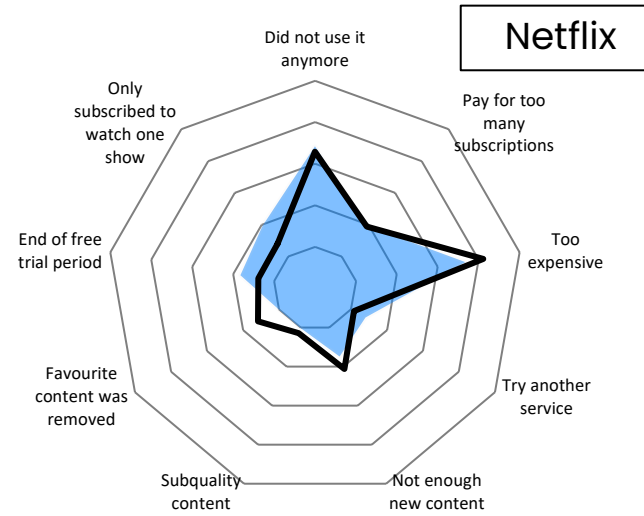 Netflix
Did not use it
anymore
Pay for too
many
subscriptions
Too
expensive
Try another
service
Not enough
new content
Subquality
content
Favourite
content was
removed
End of free
trial period
Only
subscribed to
watch one
show